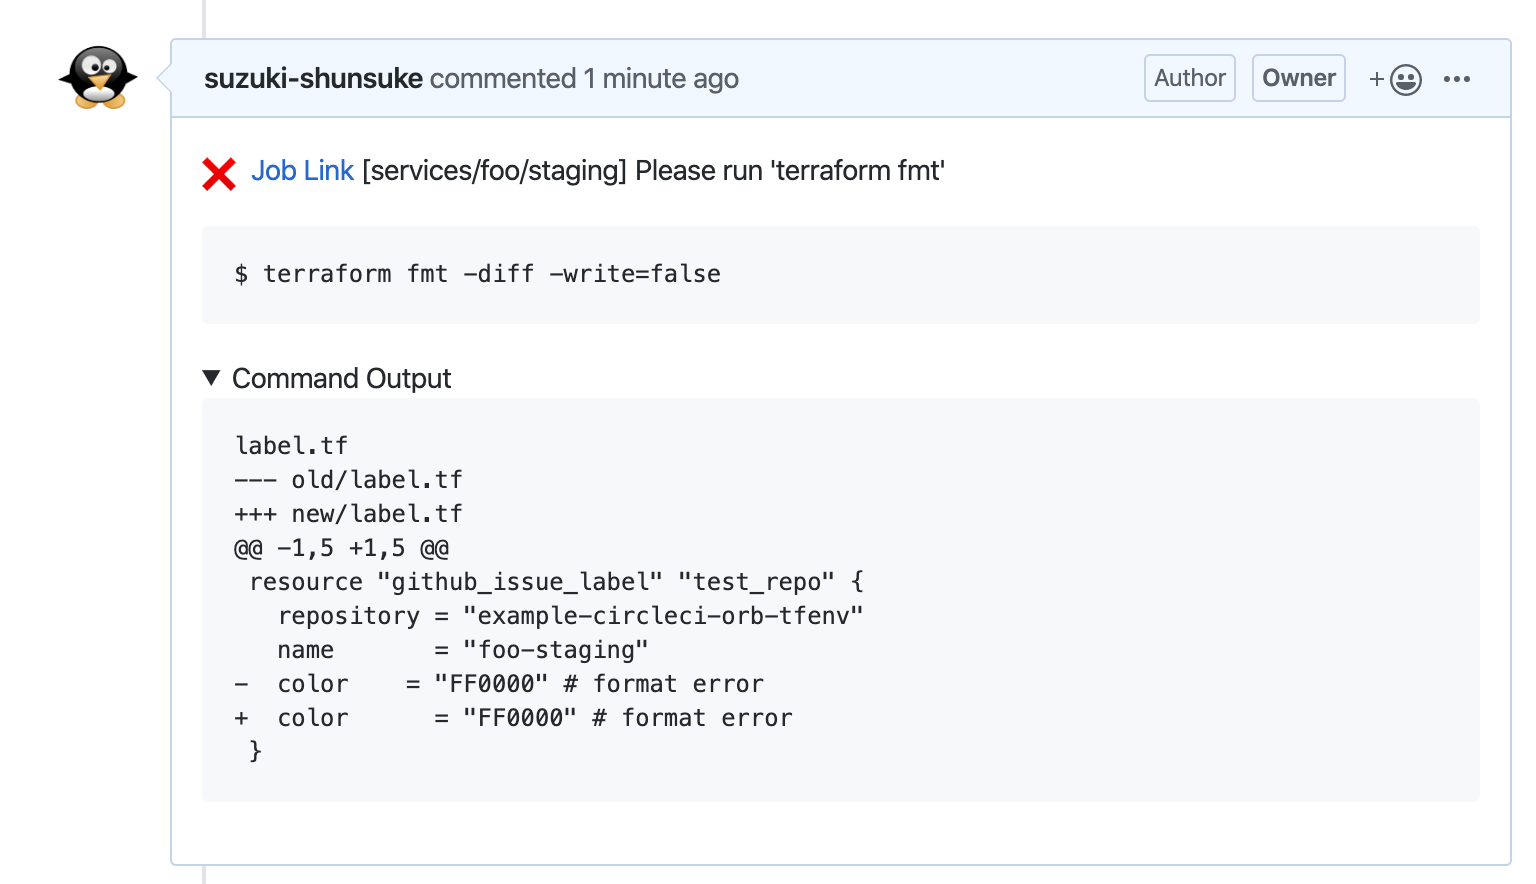 suzuki-shunsuke commented 1 minute ago Author Owner +
Job Link [services/foo/staging] Please run 'terraform fmt'
$ terraform fmt -diff -write=false
Command Output
label.tf
--- old/label.tf
+++ new/label.tf
@@ -1,5 +1,5 @@
 resource "github_issue_label" "test_repo" {
   repository = "example-circleci-orb-tfenv"
   name       = "foo-staging"
-  color    = "FF0000" # format error
+  color      = "FF0000" # format error
 }